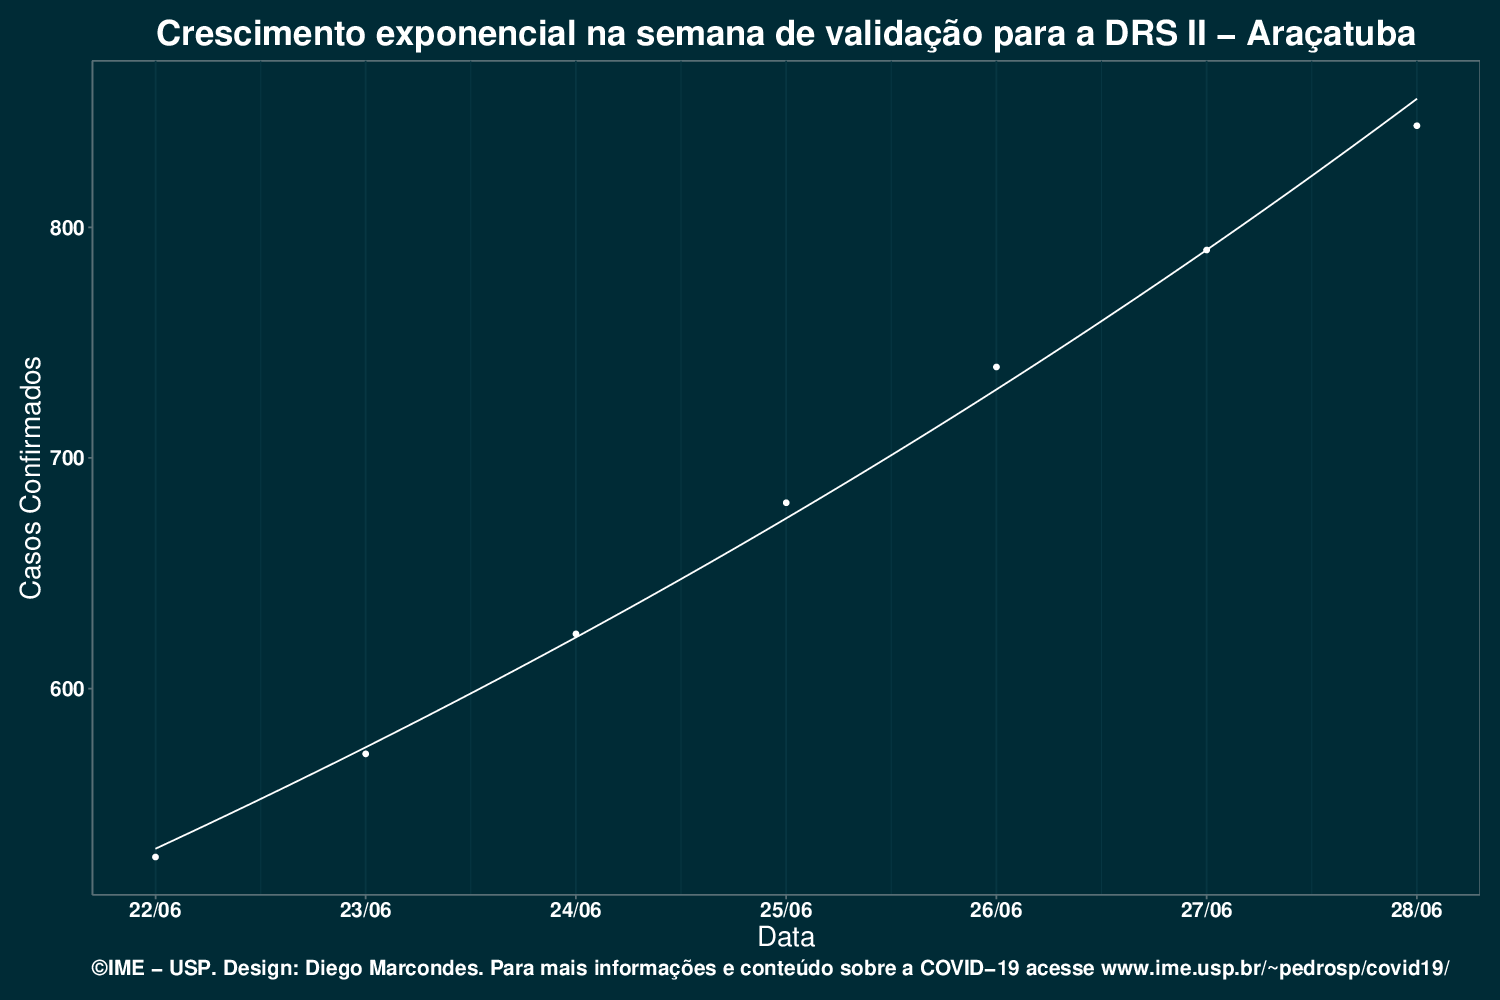 Crescimento exponencial na semana de validação para a DRS II – Araçatuba
Casos Confirmados
800
700
600
22/06 23/06 24/06 25/06 26/06 27/06 28/06
Data
©IME – USP. Design: Diego Marcondes. Para mais informações e conteúdo sobre a COVID–19 acesse www.ime.usp.br/~pedrosp/covid19/